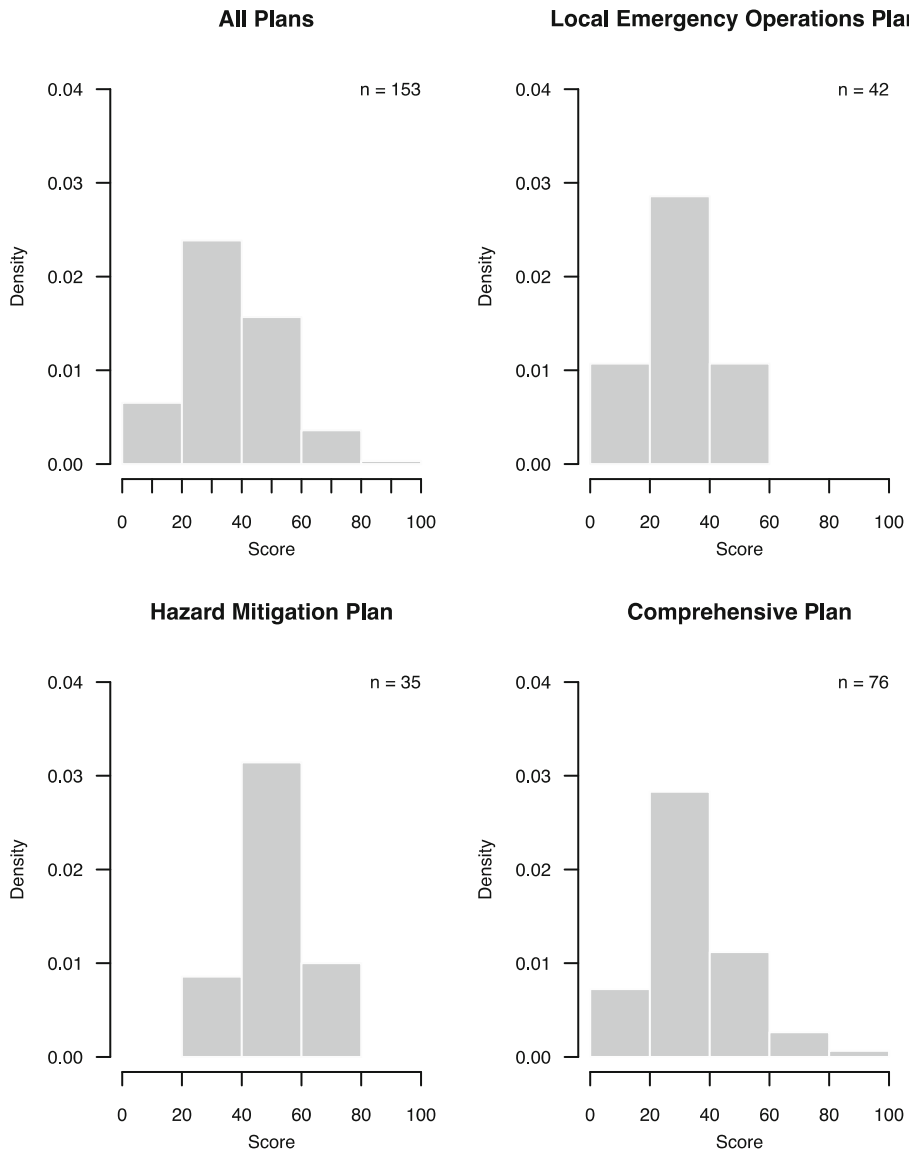 All Plans
n = 153
0.04
0.03
0.02
0.01
0.00
Density
0 20 40 60 80 100
Score
Local Emergency Operations Plan
n = 42
0.04
0.03
0.02
0.01
0.00
Density
0 20 40 60 80 100
Score
Hazard Mitigation Plan
n = 35
0.04
0.03
0.02
0.01
0.00
Density
0 20 40 60 80 100
Score
Comprehensive Plan
n = 76
0.04
0.03
0.02
0.01
0.00
Density
0 20 40 60 80 100
Score